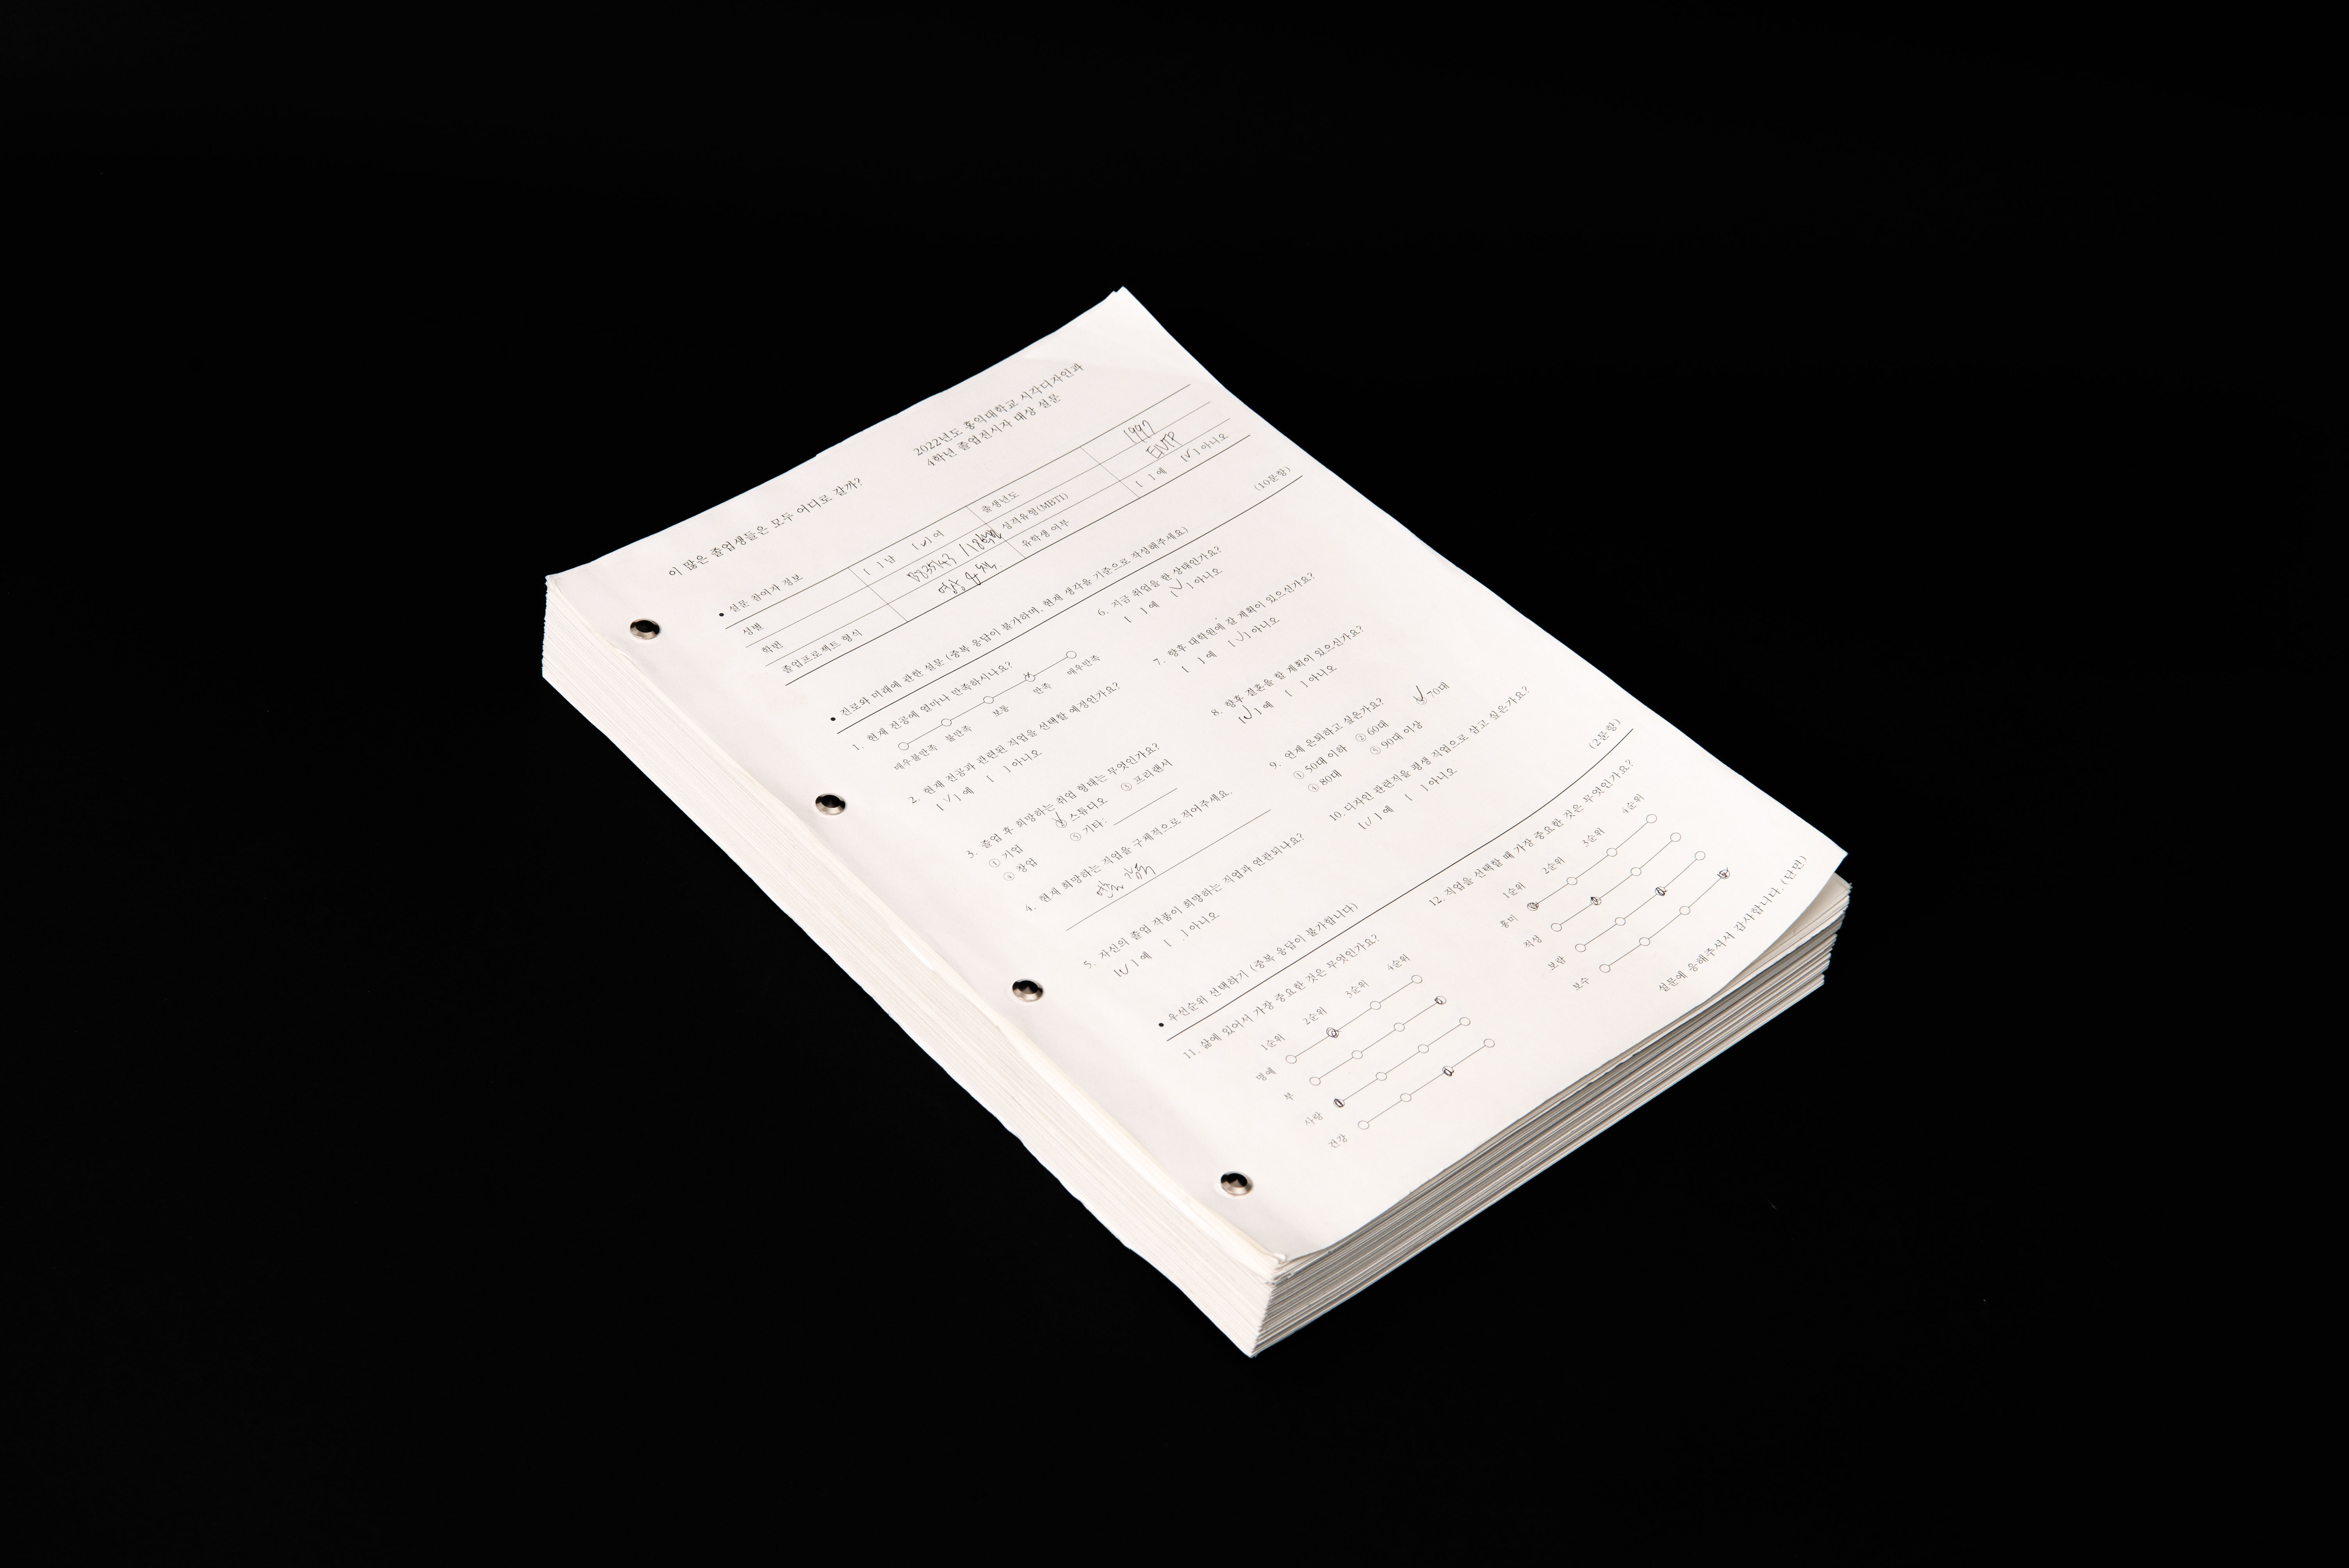 이 많은 졸업생들은 모두 어디로 갈까?
2022년도 홍익대학교 시각디자인과
4학년 졸업전시자 대상 설문
• 설문 참여자 정보
성별 [ ] 남 [✓] 여 출생년도 1997
학번 성격유형(MBTI) ENTP
졸업프로젝트 형식 영상 유학생 여부 [ ] 예 [✓] 아니오
• 진로와 미래에 관한 설문 (중복 응답이 불가하며, 현재 생각을 기준으로 작성해주세요) (10문항)
1. 현재 전공에 얼마나 만족하시나요?
매우불만족 불만족 보통 만족 매우만족
2. 현재 전공과 관련된 직업을 선택할 예정인가요?
[✓] 예 [ ] 아니오
3. 졸업 후 희망하는 취업 형태는 무엇인가요?
① 기업 ② 스튜디오 ③ 프리랜서
④ 창업 ⑤ 기타:
4. 현재 희망하는 직업을 구체적으로 적어주세요.
5. 자신의 졸업 작품이 희망하는 직업과 연관되나요?
[✓] 예 [ ] 아니오
6. 지금 취업을 한 상태인가요?
[ ] 예 [✓] 아니오
7. 향후 대학원에 갈 계획이 있으신가요?
[ ] 예 [✓] 아니오
8. 향후 결혼을 할 계획이 있으신가요?
[✓] 예 [ ] 아니오
9. 언제 은퇴하고 싶은가요?
① 50대 이하 ② 60대 ✓ 70대
④ 80대 ⑤ 90대 이상
10. 디자인 관련직을 평생 직업으로 삼고 싶은가요?
[✓] 예 [ ] 아니오
• 우선순위 선택하기 (중복 응답이 불가합니다) (2문항)
11. 삶에 있어서 가장 중요한 것은 무엇인가요?
1순위 2순위 3순위 4순위
명예
부
사랑
건강
12. 직업을 선택할 때 가장 중요한 것은 무엇인가요?
1순위 2순위 3순위 4순위
흥미
적성
보람
보수
설문에 응해주셔서 감사합니다. (단면)